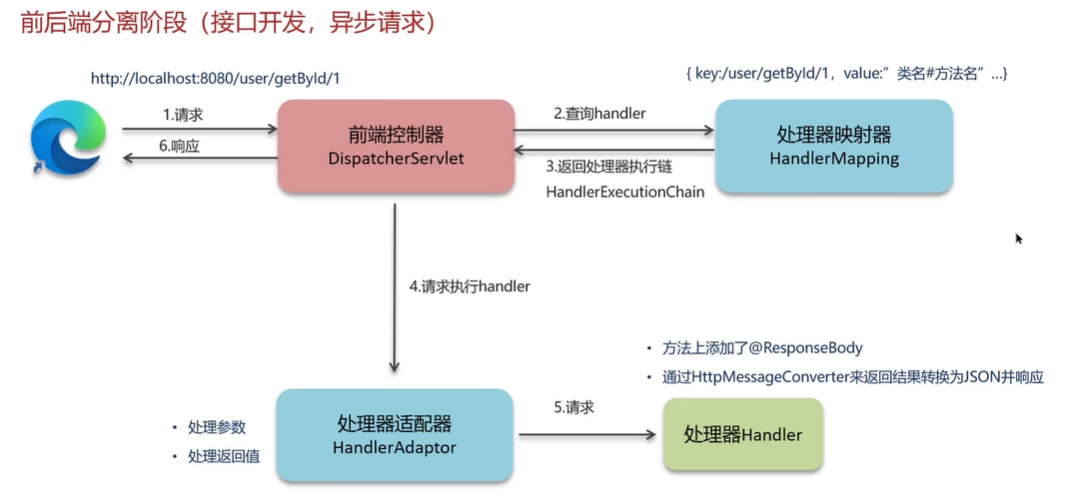 前后端分离阶段（接口开发，异步请求）
http://localhost:8080/user/getById/1
{ key:/user/getById/1，value:”类名#方法名”...}
1.请求
6.响应
前端控制器
DispatcherServlet
2.查询handler
3.返回处理器执行链
HandlerExecutionChain
处理器映射器
HandlerMapping
4.请求执行handler
• 方法上添加了@ResponseBody
• 通过HttpMessageConverter来返回结果转换为JSON并响应
• 处理参数
• 处理返回值
处理器适配器
HandlerAdaptor
5.请求
处理器Handler